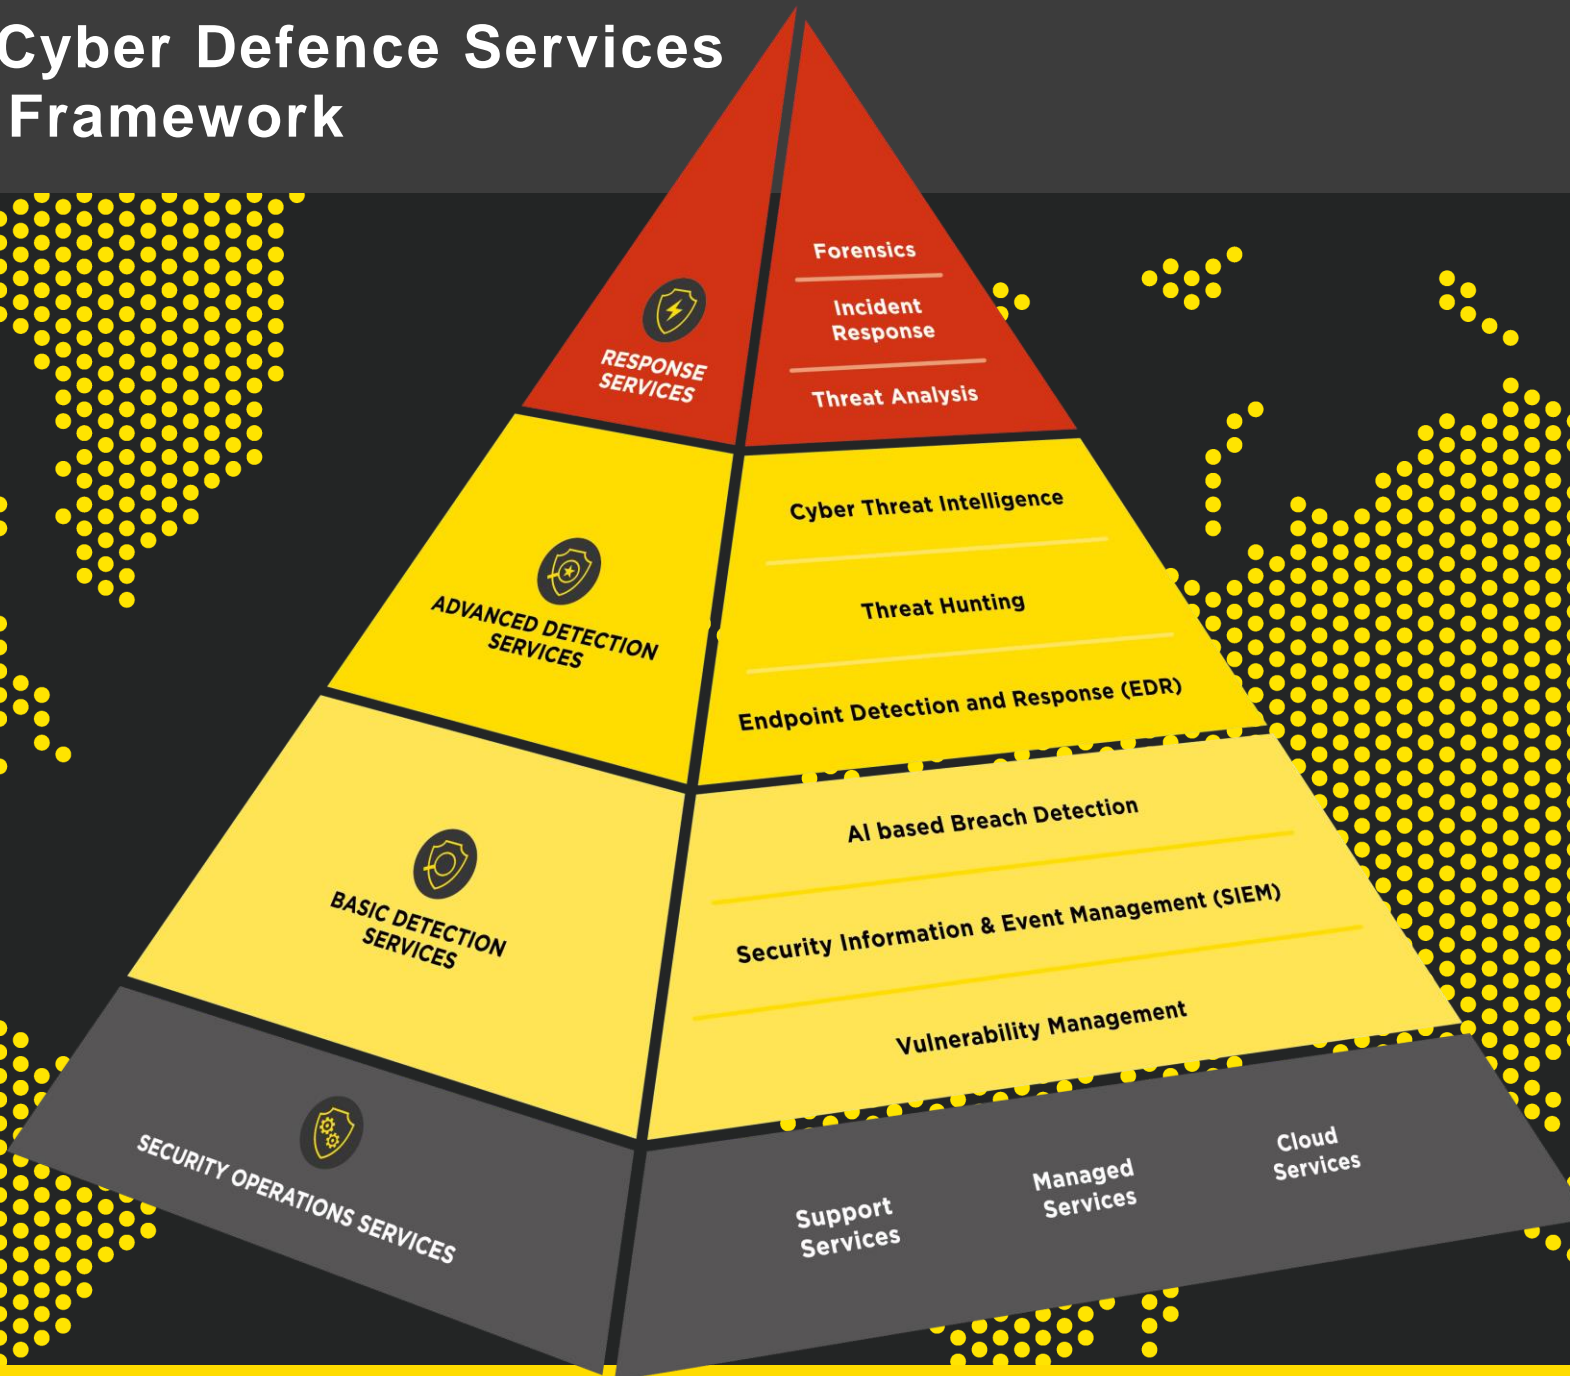 Cyber Defence Services
Framework
RESPONSE
SERVICES
Forensics
Incident
Response
Threat Analysis
ADVANCED DETECTION
SERVICES
Cyber Threat Intelligence
Threat Hunting
Endpoint Detection and Response (EDR)
BASIC DETECTION
SERVICES
AI based Breach Detection
Security Information & Event Management (SIEM)
Vulnerability Management
SECURITY OPERATIONS SERVICES
Support
Services
Managed
Services
Cloud
Services